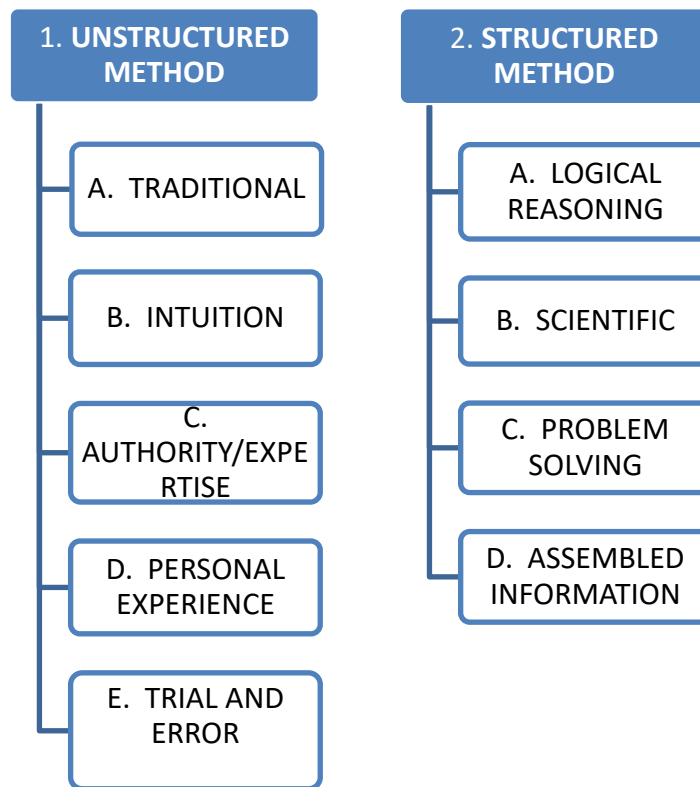 1. UNSTRUCTURED
METHOD
A. TRADITIONAL
B. INTUITION
C.
AUTHORITY/EXPE
RTISE
D. PERSONAL
EXPERIENCE
E. TRIAL AND
ERROR
2. STRUCTURED
METHOD
A. LOGICAL
REASONING
B. SCIENTIFIC
C. PROBLEM
SOLVING
D. ASSEMBLED
INFORMATION